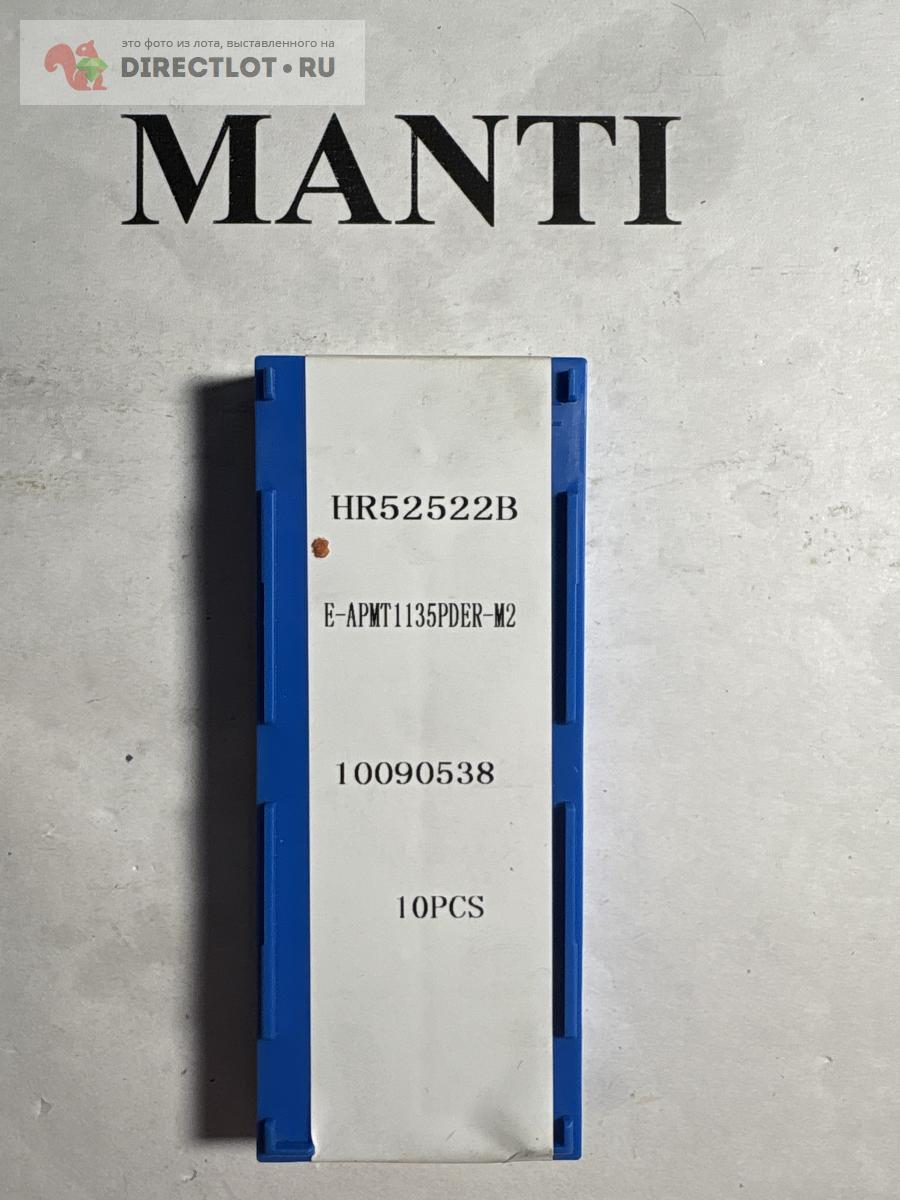 это фото из лота, выставленного на
DIRECTLOT•RU
MANTI
HR52522B
E-APMT1135PDER-M2
10090538
10PCS